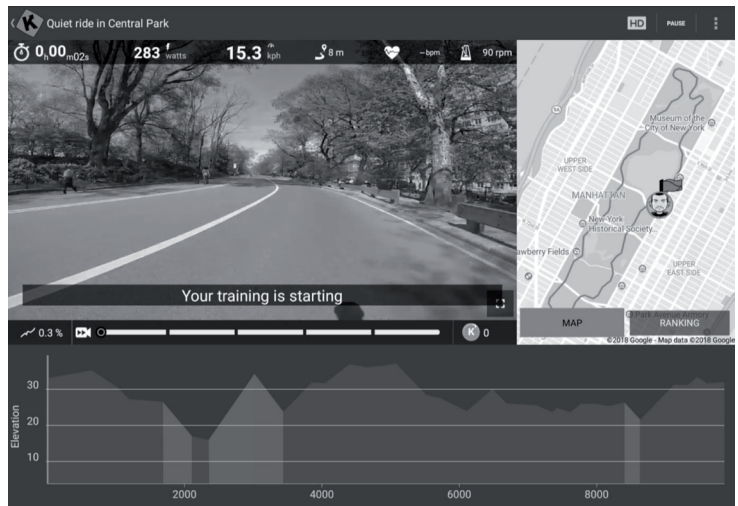 K Quiet ride in Central Park
HD PAUSE
0h00m02s 283 watts 15.3 kph 8 m --bpm 90 rpm
Your training is starting
0.3 % K 0
Museum of the
City of New York
UPPER
WEST SIDE
MANHATTAN
New-York
Historical Society...
awberry Fields
UPPER
EAST SIDE
Park Avenue Armory
MAP RANKING
©2018 Google - Map data ©2018 Google
Elevation
30
20
10
2000 4000 6000 8000